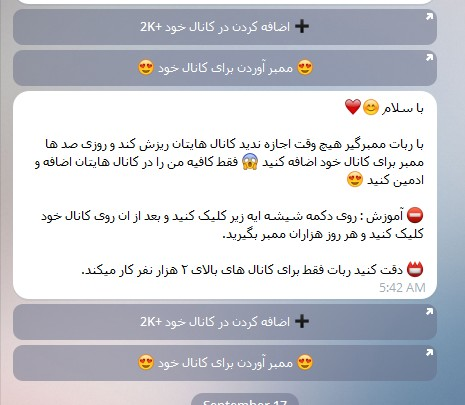 ➕ اضافه کردن در کانال خود +2K
😍 ممبر آوردن برای کانال خود 😍
با سلام 😊❤️
با ربات ممبرگیر هیچ وقت اجازه ندید کانال هایتان ریزش کند و روزی صد ها
ممبر برای کانال خود اضافه کنید 😱 فقط کافیه من را در کانال هایتان اضافه و
ادمین کنید 😍
⛔ آموزش : روی دکمه شیشه ایه زیر کلیک کنید و بعد از ان روی کانال خود
کلیک کنید و هر روز هزاران ممبر بگیرید.
📛 دقت کنید ربات فقط برای کانال های بالای ۲ هزار نفر کار میکند.
5:42 AM
➕ اضافه کردن در کانال خود +2K
😍 ممبر آوردن برای کانال خود 😍
September 17